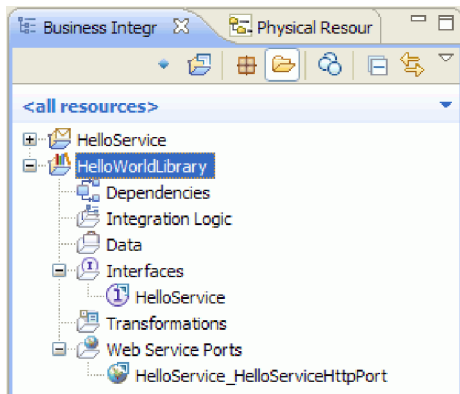 Business Integr Physical Resour
<all resources>
HelloService
HelloWorldLibrary
Dependencies
Integration Logic
Data
Interfaces
HelloService
Transformations
Web Service Ports
HelloService_HelloServiceHttpPort